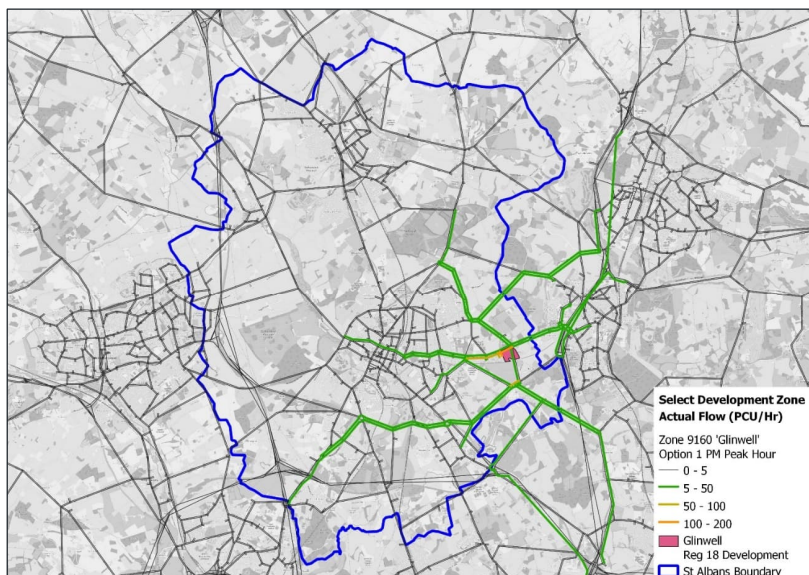 Select Development Zone
Actual Flow (PCU/Hr)
Zone 9160 'Glinwell'
Option 1 PM Peak Hour
0 - 5
5 - 50
50 - 100
100 - 200
Glinwell
Reg 18 Development
St Albans Boundary